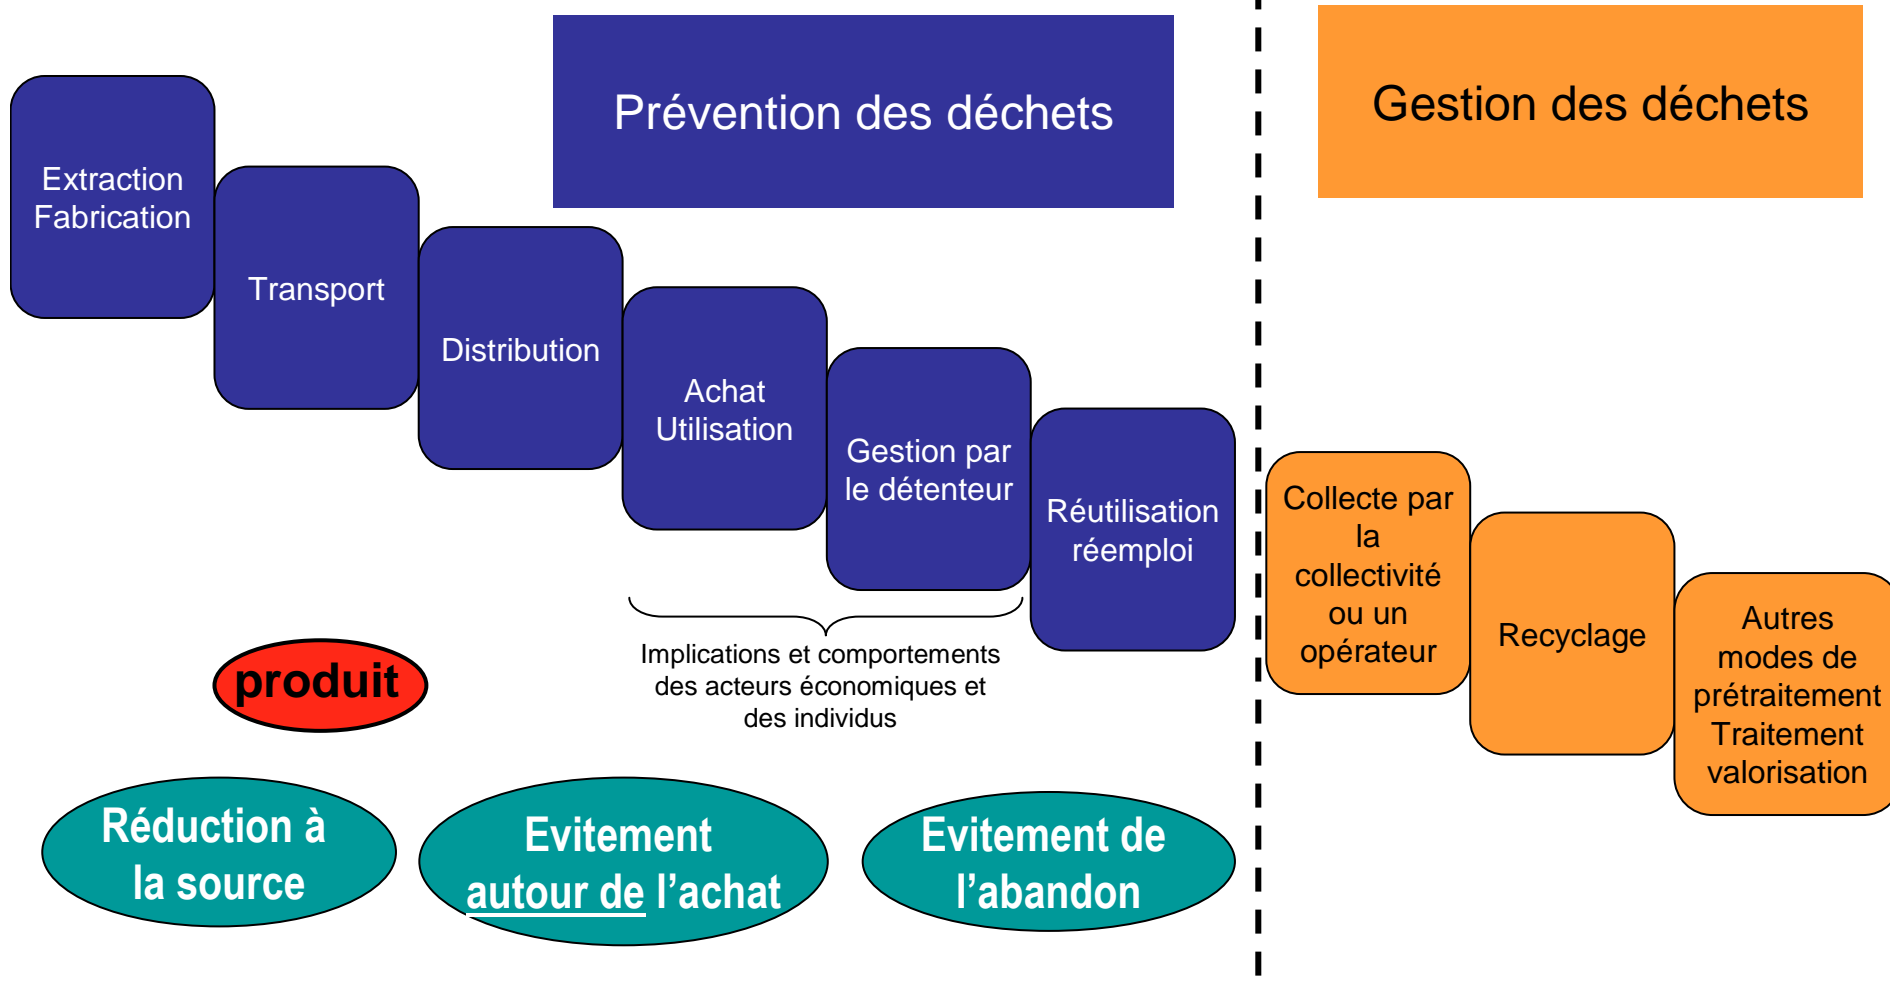 Prévention des déchets
Gestion des déchets
Extraction
Fabrication
Transport
Distribution
Achat
Utilisation
Gestion par
le détenteur
Réutilisation
réemploi
Collecte par
la
collectivité
ou un
opérateur
Recyclage
Autres
modes de
prétraitement
Traitement
valorisation
Implications et comportements
des acteurs économiques et
des individus
produit
Réduction à
la source
Evitement
autour de l’achat
Evitement de
l’abandon